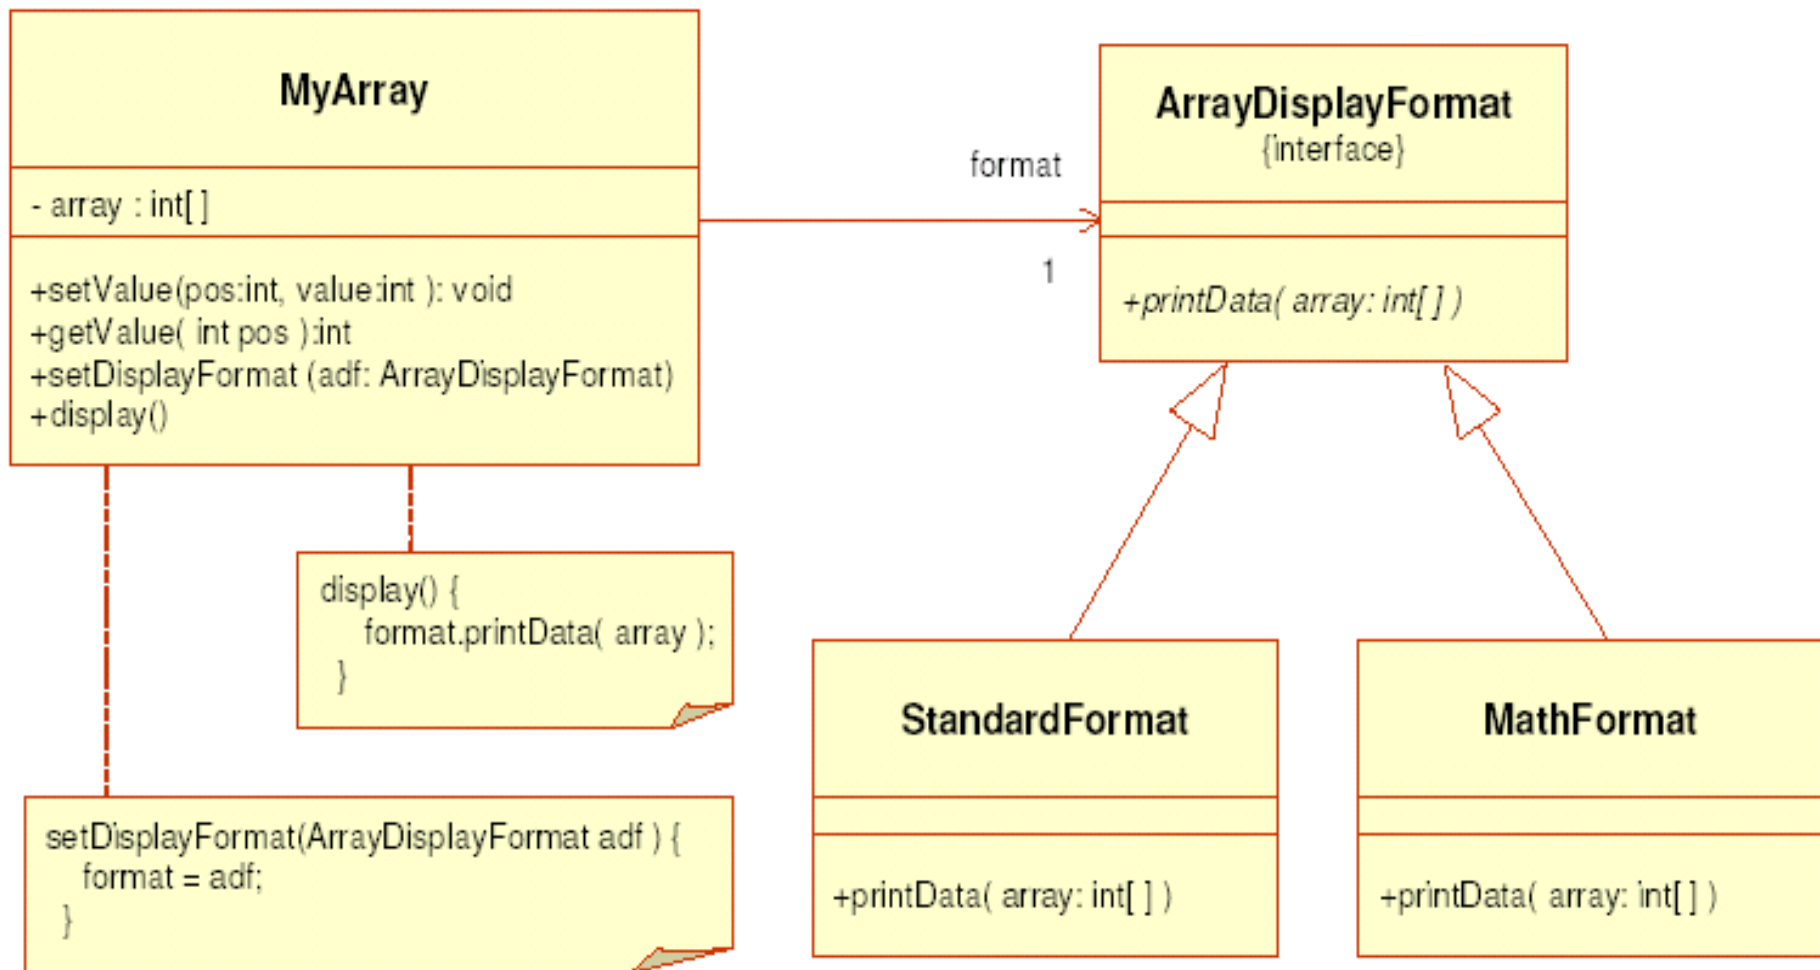 MyArray
- array : int[ ]
+setValue(pos:int, value:int ): void
+getValue( int pos ):int
+setDisplayFormat (adf: ArrayDisplayFormat)
+display()
format
1
ArrayDisplayFormat
{interface}
+printData( array: int[ ] )
display() {
format.printData( array );
}
setDisplayFormat(ArrayDisplayFormat adf ) {
format = adf;
}
StandardFormat
+printData( array: int[ ] )
MathFormat
+printData( array: int[ ] )